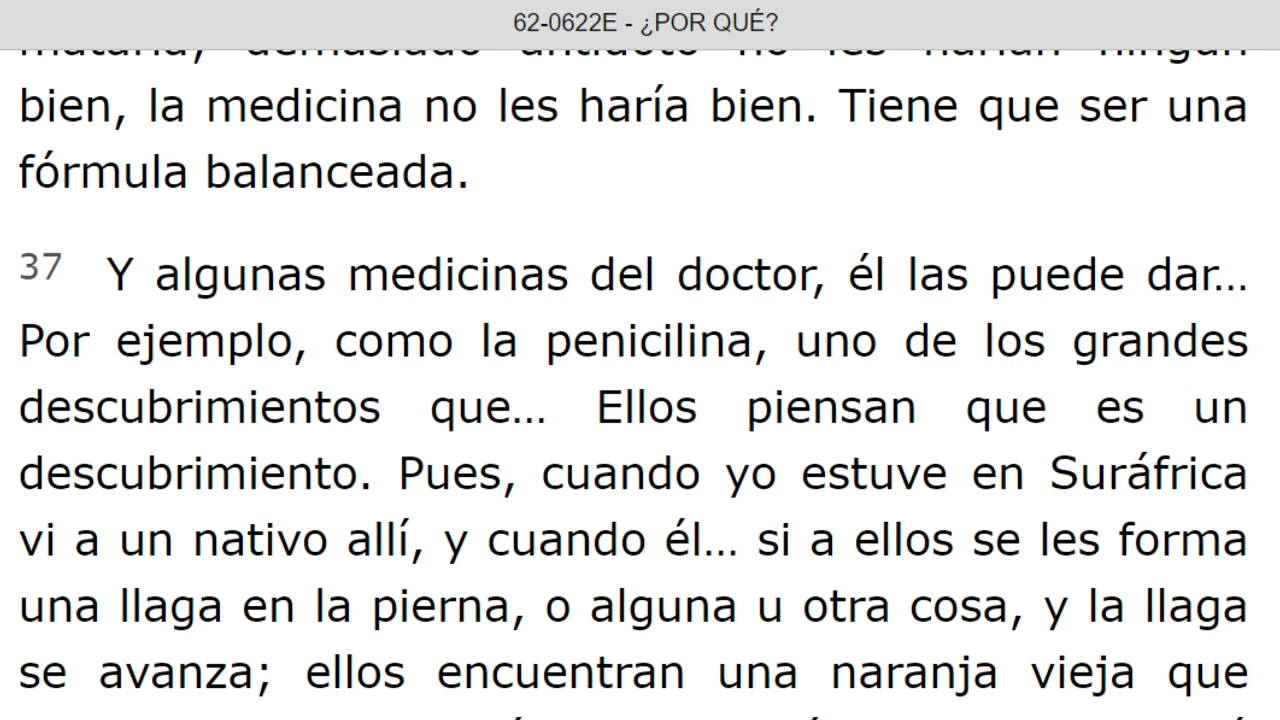 62-0622E - ¿POR QUÉ?
bien, la medicina no les haría bien. Tiene que ser una
fórmula balanceada.
37 Y algunas medicinas del doctor, él las puede dar...
Por ejemplo, como la penicilina, uno de los grandes
descubrimientos que... Ellos piensan que es un
descubrimiento. Pues, cuando yo estuve en Suráfrica
vi a un nativo allí, y cuando él... si a ellos se les forma
una llaga en la pierna, o alguna u otra cosa, y la llaga
se avanza; ellos encuentran una naranja vieja que